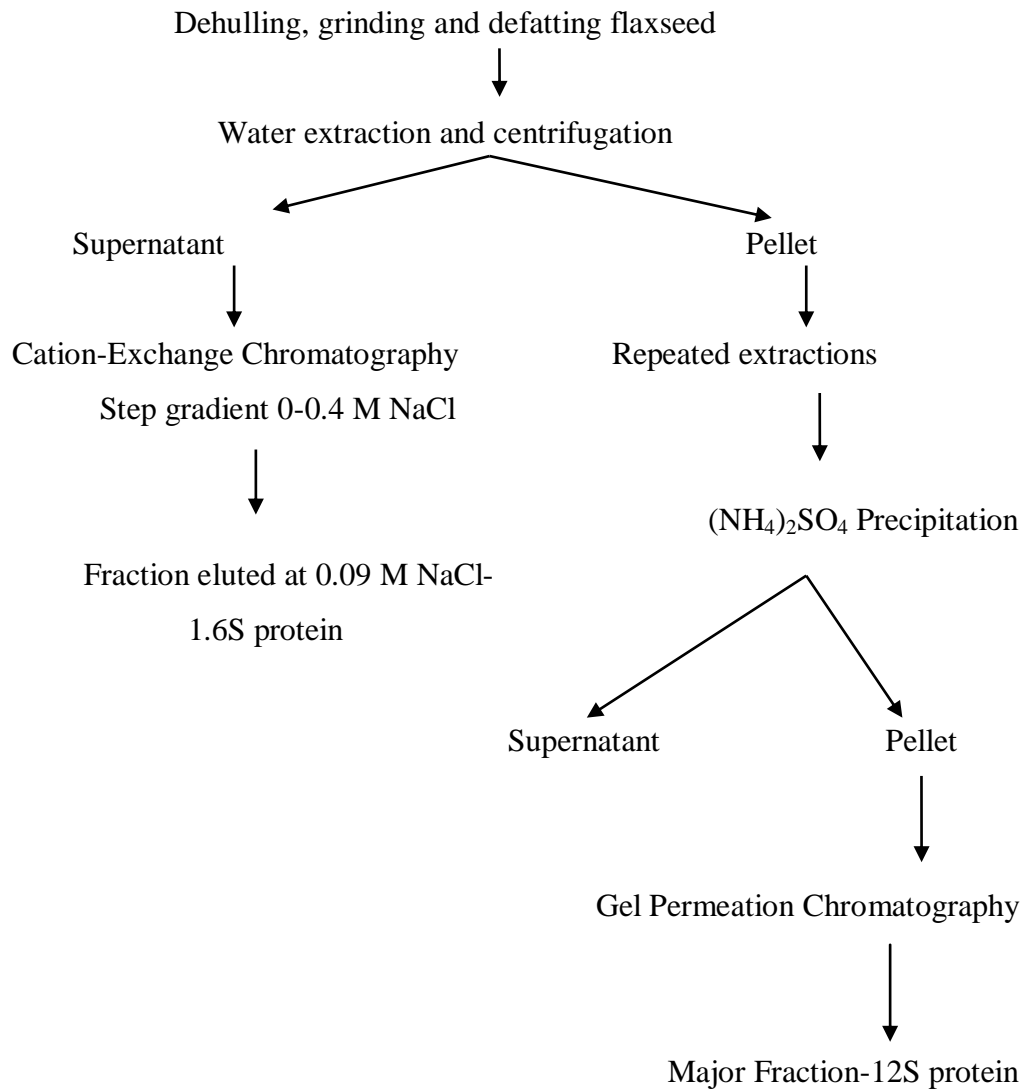 Dehulling, grinding and defatting flaxseed
Water extraction and centrifugation
Supernatant
Pellet
Cation-Exchange Chromatography
Repeated extractions
Step gradient 0-0.4 M NaCl
(NH₄)₂SO₄ Precipitation
Fraction eluted at 0.09 M NaCl-
1.6S protein
Supernatant
Pellet
Gel Permeation Chromatography
Major Fraction-12S protein